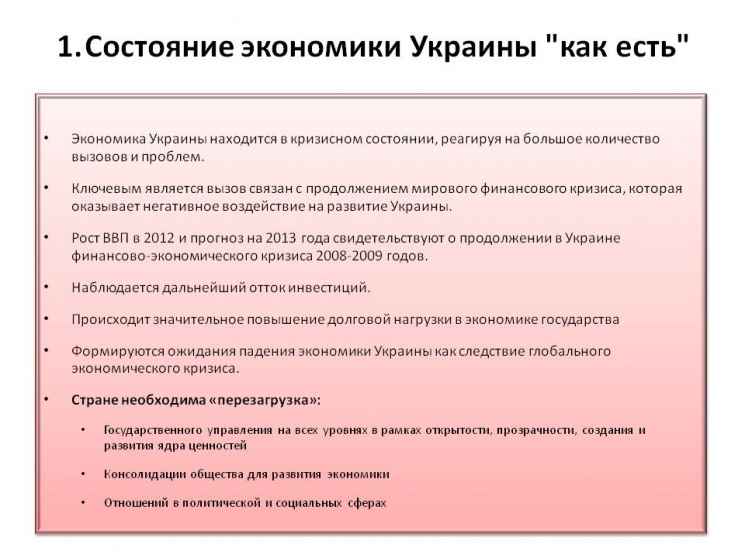 1. Состояние экономики Украины "как есть"
• Экономика Украины находится в кризисном состоянии, реагируя на большое количество
вызовов и проблем.
• Ключевым является вызов связан с продолжением мирового финансового кризиса, которая
оказывает негативное воздействие на развитие Украины.
• Рост ВВП в 2012 и прогноз на 2013 года свидетельствуют о продолжении в Украине
финансово-экономического кризиса 2008-2009 годов.
• Наблюдается дальнейший отток инвестиций.
• Происходит значительное повышение долговой нагрузки в экономике государства
• Формируются ожидания падения экономики Украины как следствие глобального
экономического кризиса.
• Стране необходима «перезагрузка»:
• Государственного управления на всех уровнях в рамках открытости, прозрачности, создания и
развития ядра ценностей
• Консолидации общества для развития экономики
• Отношений в политической и социальных сферах